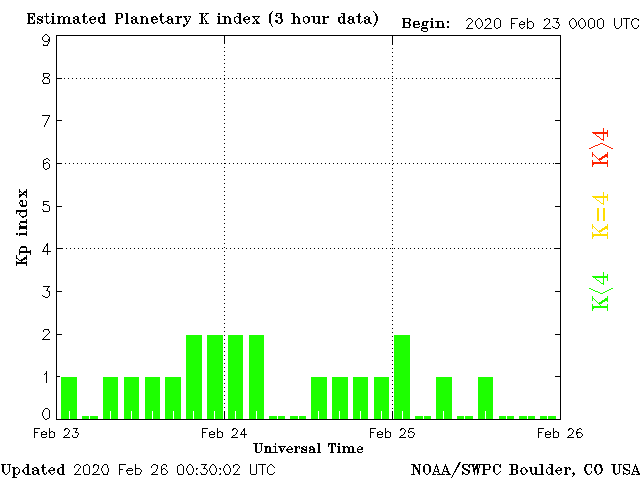 Estimated Planetary K index (3 hour data) Begin: 2020 Feb 23 0000 UTC
9
8
7
6
5
4
3
2
1
0
Kp index
K>4
K=4
K<4
Feb 23 Feb 24 Feb 25 Feb 26
Universal Time
Updated 2020 Feb 26 00:30:02 UTC NOAA/SWPC Boulder, CO USA